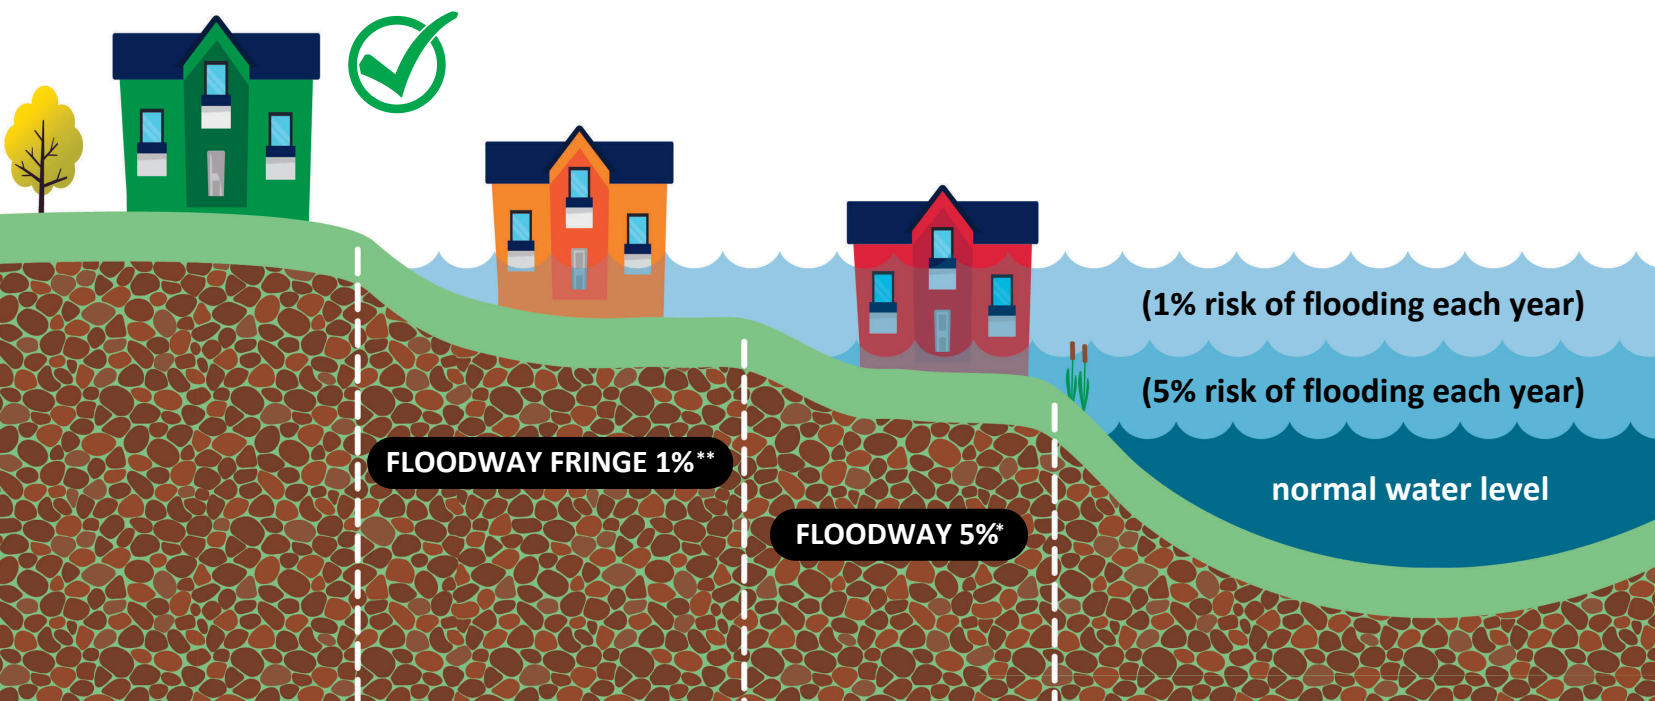 (1% risk of flooding each year)
(5% risk of flooding each year)
FLOODWAY FRINGE 1%**
normal water level
FLOODWAY 5%*